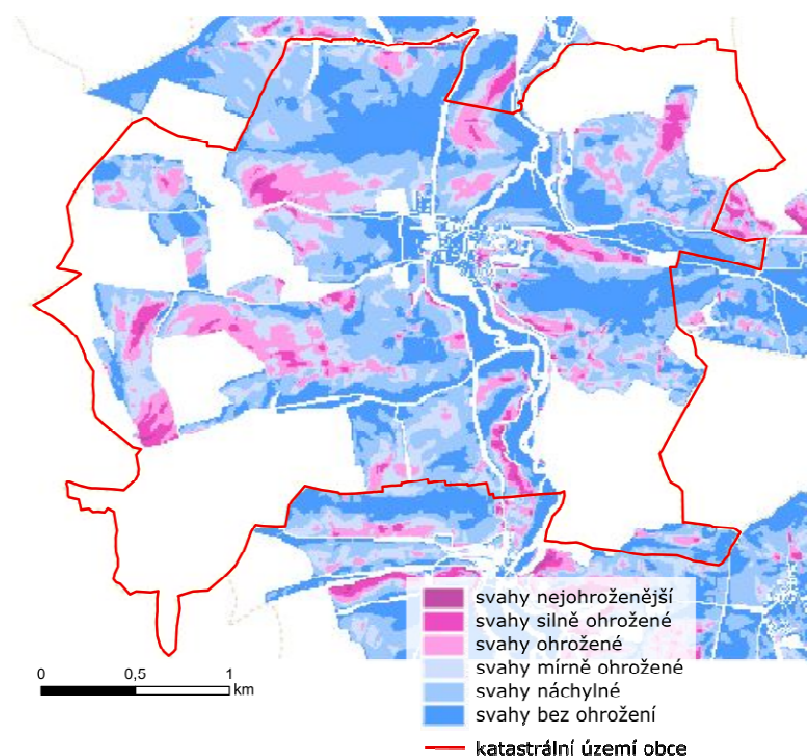 svahy nejohroženější
svahy silně ohrožené
svahy ohrožené
svahy mírně ohrožené
svahy náchylné
svahy bez ohrožení
katastrální území obce
0 0,5 1
km